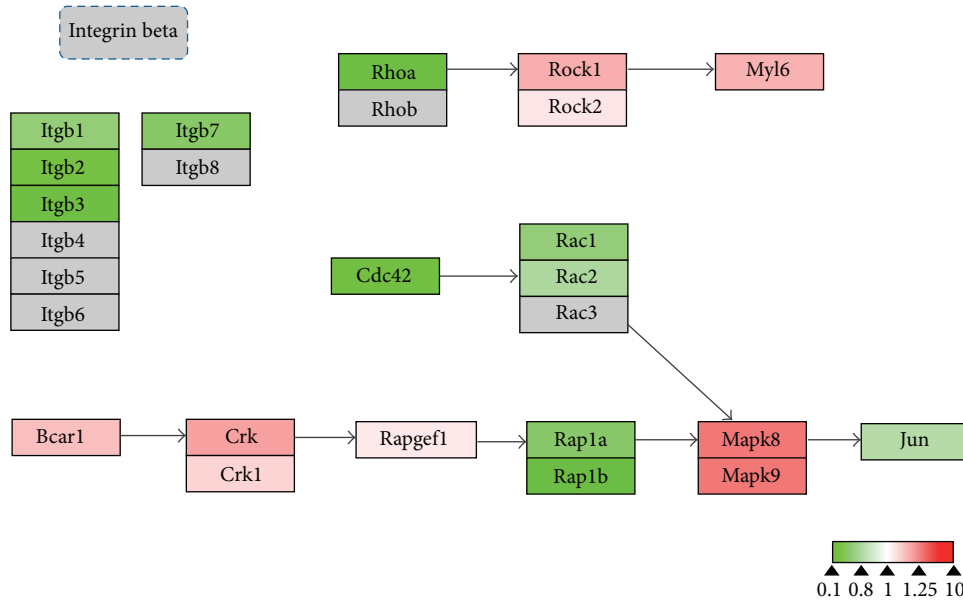 Integrin beta
Itgb1
Itgb2
Itgb3
Itgb4
Itgb5
Itgb6
Itgb7
Itgb8
Rhoa
Rhob
Rock1
Rock2
Myl6
Cdc42
Rac1
Rac2
Rac3
Bcar1
Crk
Crk1
Rapgef1
Rap1a
Rap1b
Mapk8
Mapk9
Jun
0.1 0.8 1 1.25 10